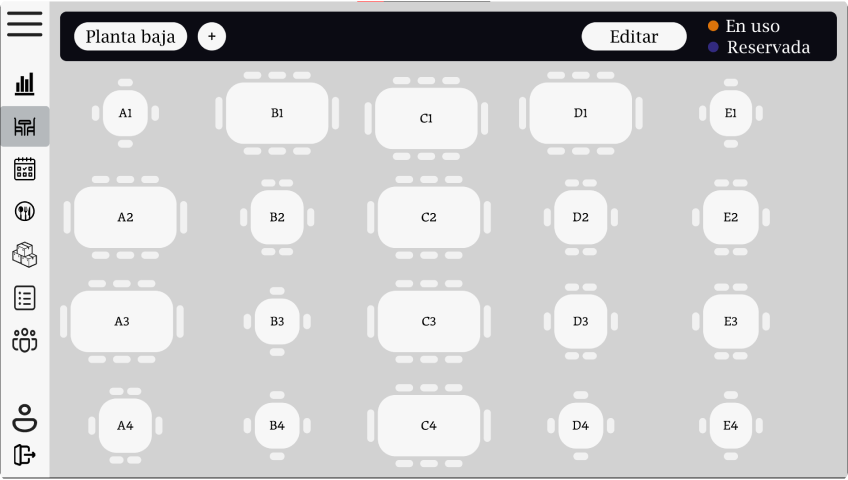 Planta baja
+
Editar
En uso
Reservada
A1
B1
C1
D1
E1
A2
B2
C2
D2
E2
A3
B3
C3
D3
E3
A4
B4
C4
D4
E4